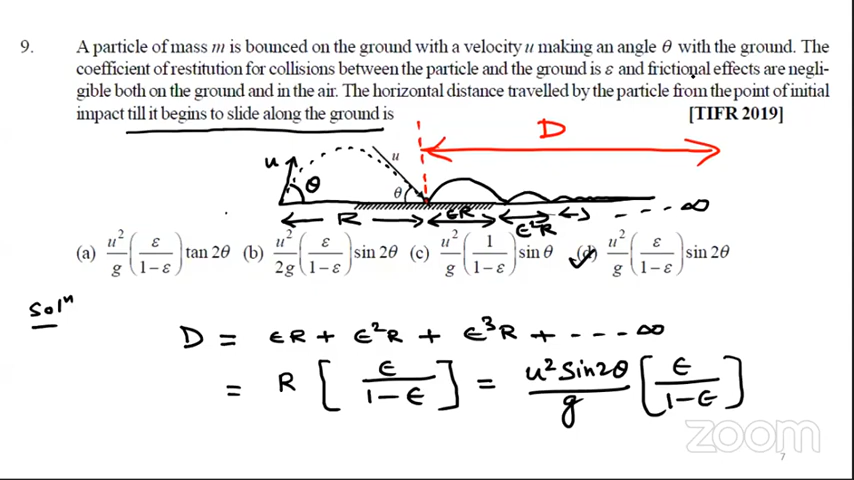 9. A particle of mass m is bounced on the ground with a velocity u making an angle θ with the ground. The
coefficient of restitution for collisions between the particle and the ground is ε and frictional effects are negli-
gible both on the ground and in the air. The horizontal distance travelled by the particle from the point of initial
impact till it begins to slide along the ground is [TIFR 2019]
D
u θ u θ
R ϵR ϵ²R - - - - ∞
(a) u²/g (ε/1−ε) tan 2θ (b) u²/2g (ε/1−ε) sin 2θ (c) u²/g (1/1−ε) sin θ (d) u²/g (ε/1−ε) sin 2θ
Solⁿ
D = ϵR + ϵ²R + ϵ³R + - - - - ∞
= R [ϵ/1−ϵ] = u² Sin2θ/g [ϵ/1−ϵ]
zoom
7